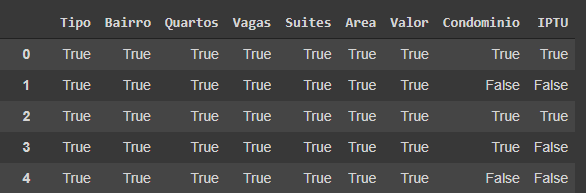 Tipo Bairro Quartos Vagas Suites Area Valor Condominio IPTU
0 True True True True True True True True True
1 True True True True True True True False False
2 True True True True True True True True True
3 True True True True True True True True False
4 True True True True True True True False False